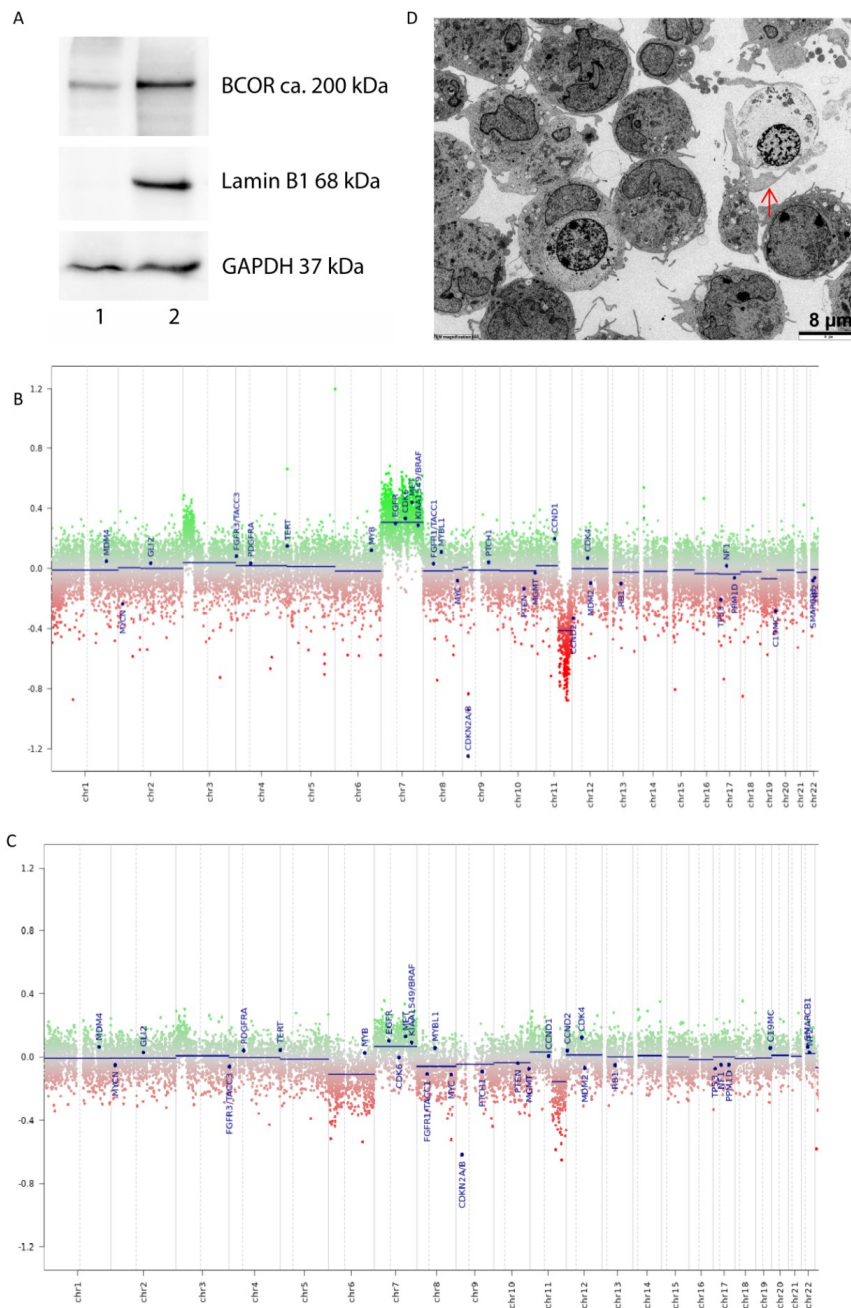 A
BCOR ca. 200 kDa
Lamin B1 68 kDa
GAPDH 37 kDa
1 2
D
8 µm
B
1.2
0.8
0.4
0.0
-0.4
-0.8
-1.2
MDM4
MYCN
GLI2
FGFR3/TACC3
PDGFRA
TERT
MYB
EGFR
CDK6
MET
KIAA1549/BRAF
FGFR1/TACC1
MYBL1
MYC
CDKN2A/B
PTCH1
PTEN
MGMT
CCND1
CCND2
CDK4
MDM2
RB1
TP53
NF1
PPM1D
C19MC
chr1
chr2
chr3
chr4
chr5
chr6
chr7
chr8
chr9
chr10
chr11
chr12
chr13
chr14
chr15
chr16
chr17
chr18
chr19
chr20
chr21
chr22
C
1.2
0.8
0.4
0.0
-0.4
-0.8
-1.2
MDM4
MYCN
GLI2
FGFR3/TACC3
PDGFRA
TERT
MYB
EGFR
CDK6
MET
KIAA1549/BRAF
FGFR1/TACC1
MYBL1
MYC
CDKN2A/B
PTCH1
PTEN
MGMT
CCND1
CCND2
CDK4
MDM2
RB1
TP53
NF1
PPM1D
C19MC
SMARCB1
chr1
chr2
chr3
chr4
chr5
chr6
chr7
chr8
chr9
chr10
chr11
chr12
chr13
chr14
chr15
chr16
chr17
chr18
chr19
chr20
chr21
chr22